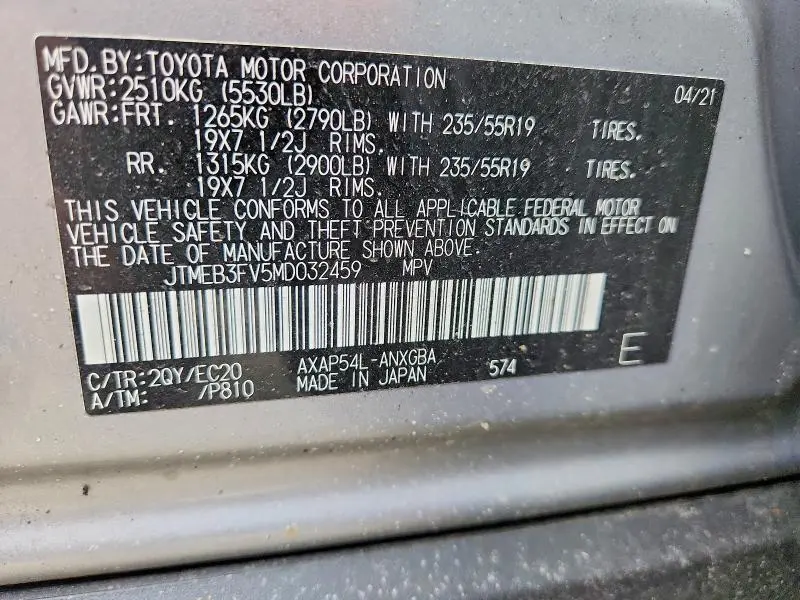 MFD.BY:TOYOTA MOTOR CORPORATION 04/21
GVWR:2510KG (5530LB)
GAWR:FRT. 1265KG (2790LB) WITH 235/55R19 TIRES.
19X7 1/2J RIMS.
RR. 1315KG (2900LB) WITH 235/55R19 TIRES.
19X7 1/2J RIMS.
THIS VEHICLE CONFORMS TO ALL APPLICABLE FEDERAL MOTOR
VEHICLE SAFETY AND THEFT PREVENTION STANDARDS IN EFFECT ON
THE DATE OF MANUFACTURE SHOWN ABOVE.
JTMEB3FV5MD032459 MPV
C/TR:2QY/EC20 AXAP54L-ANXGBA 574 E
A/TM: /P810 MADE IN JAPAN